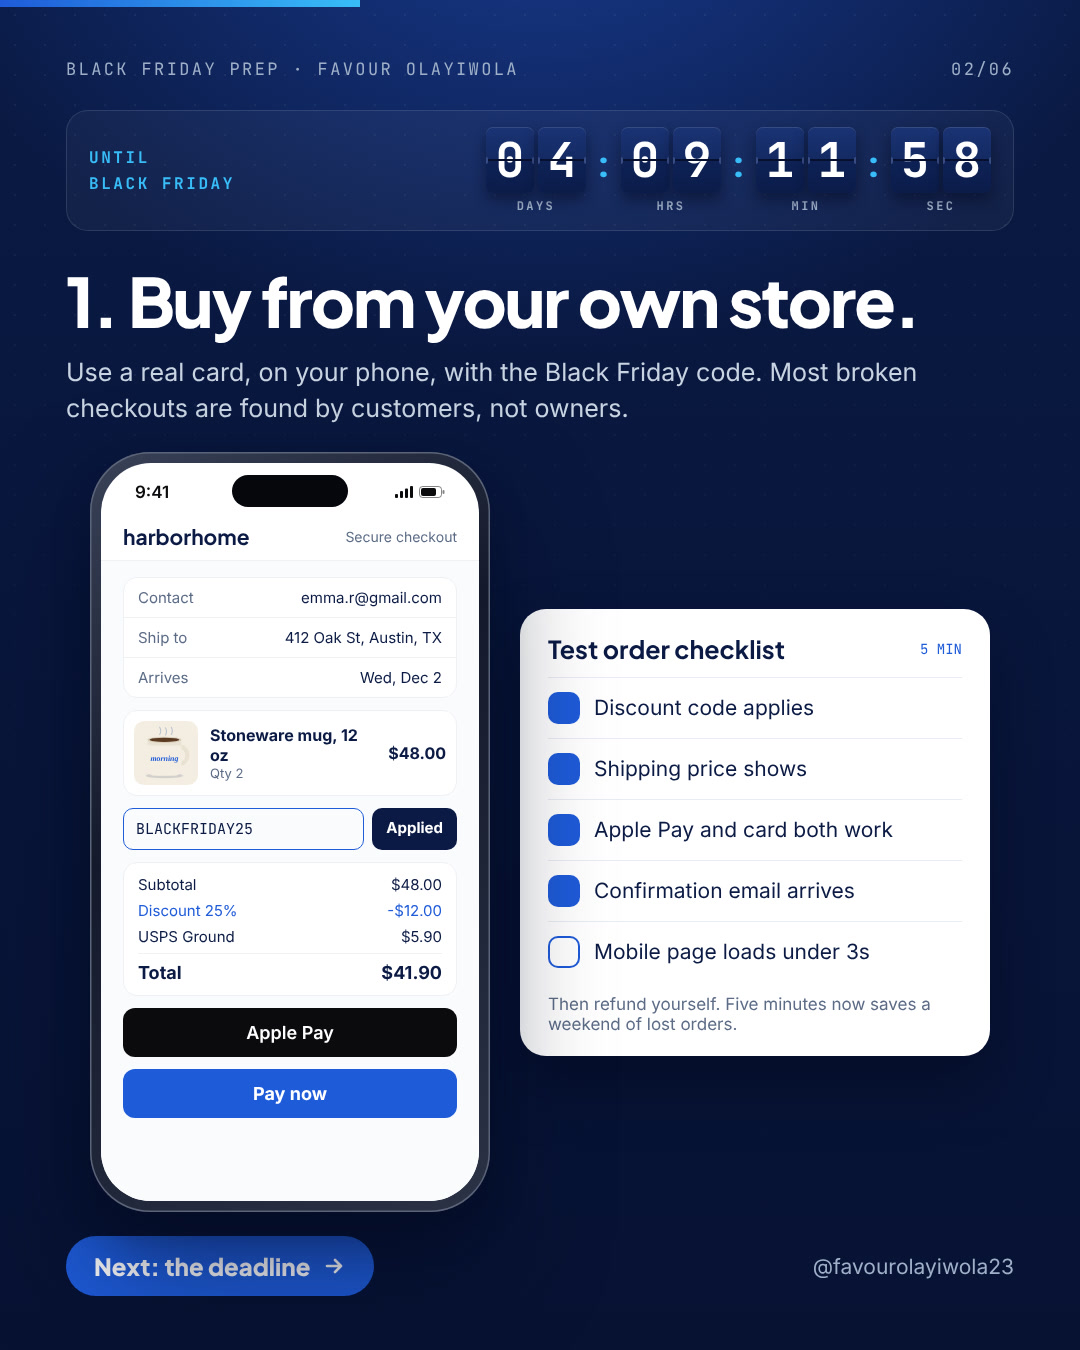 BLACK FRIDAY PREP · FAVOUR OLAYIWOLA
02/06
UNTIL
BLACK FRIDAY
04 : 09 : 11 : 58
DAYS HRS MIN SEC
1. Buy from your own store.
Use a real card, on your phone, with the Black Friday code. Most broken
checkouts are found by customers, not owners.
9:41
harborhome
Secure checkout
Contact emma.r@gmail.com
Ship to 412 Oak St, Austin, TX
Arrives Wed, Dec 2
morning
Stoneware mug, 12
oz
Qty 2
$48.00
BLACKFRIDAY25
Applied
Subtotal $48.00
Discount 25% -$12.00
USPS Ground $5.90
Total $41.90
Apple Pay
Pay now
Test order checklist
5 MIN
Discount code applies
Shipping price shows
Apple Pay and card both work
Confirmation email arrives
Mobile page loads under 3s
Then refund yourself. Five minutes now saves a
weekend of lost orders.
Next: the deadline →
@favourolayiwola23